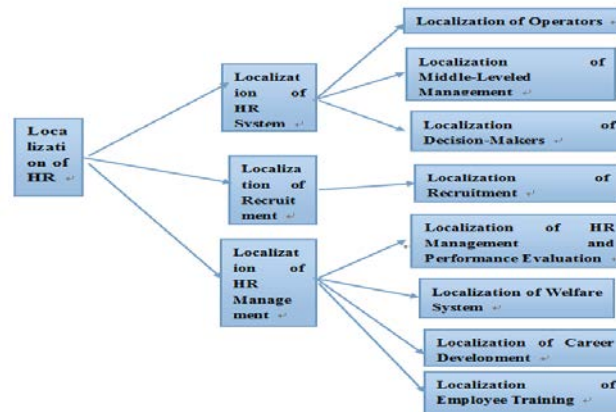 Loca
lizati
on of
HR
Localizat
ion of
HR
System
Localiza
tion of
Recruit
ment
Localizat
ion of
HR
Manage
ment
Localization of Operators
Localization of
Middle-Leveled
Management
Localization of
Decision-Makers
Localization of
Recruitment
Localization of HR
Management and
Performance Evaluation
Localization of Welfare
System
Localization of Career
Development
Localization of
Employee Training